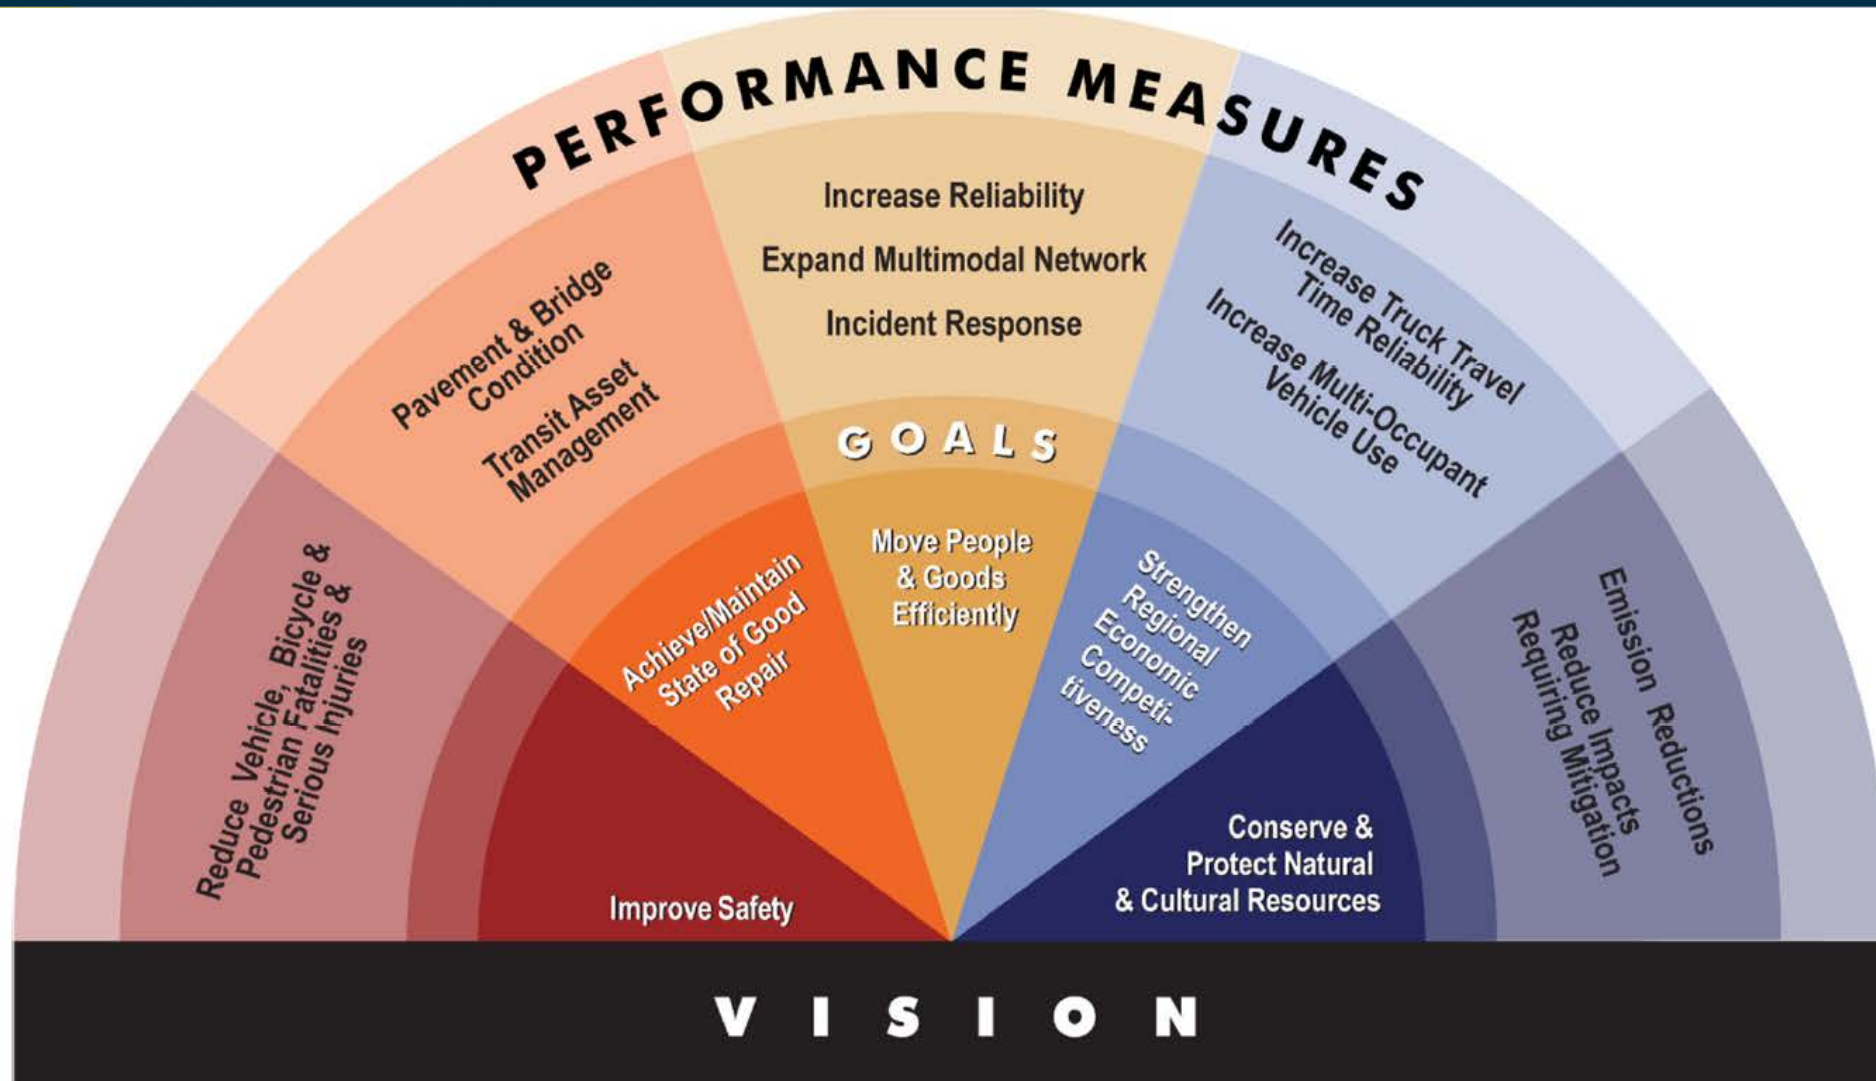 PERFORMANCE MEASURES
Reduce Vehicle, Bicycle &
Pedestrian Fatalities &
Serious Injuries
Pavement & Bridge
Condition
Transit Asset
Management
Increase Reliability
Expand Multimodal Network
Incident Response
Increase Truck Travel
Time Reliability
Increase Multi-Occupant
Vehicle Use
Emission Reductions
Reduce Impacts
Requiring Mitigation
GOALS
Improve Safety
Achieve/Maintain
State of Good
Repair
Move People
& Goods
Efficiently
Strengthen
Regional
Economic
Competi-
tiveness
Conserve &
Protect Natural
& Cultural Resources
VISION